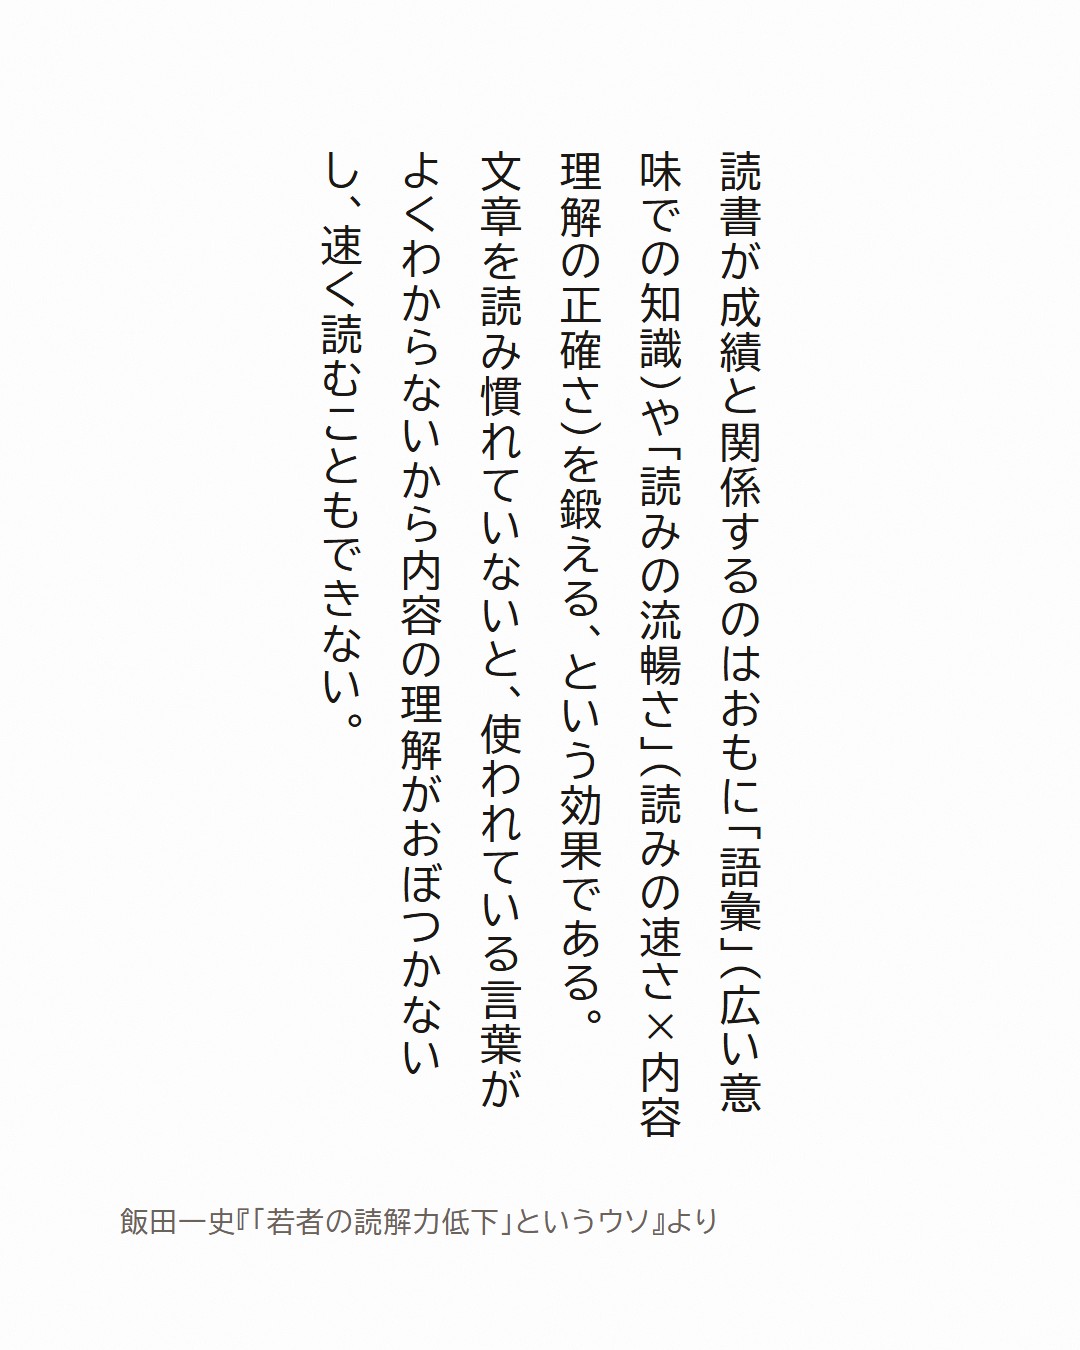 読書が成績と関係するのはおもに「語彙」（広い意
味での知識）や「読みの流暢さ」（読みの速さ×内容
理解の正確さ）を鍛える、という効果である。
文章を読み慣れていないと、使われている言葉が
よくわからないから内容の理解がおぼつかない
し、速く読むこともできない。
飯田一史『「若者の読解力低下」というウソ』より